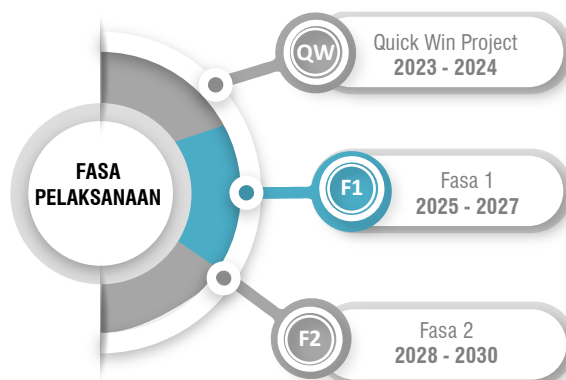 FASA
PELAKSANAAN
QW
Quick Win Project
2023 - 2024
F1
Fasa 1
2025 - 2027
F2
Fasa 2
2028 - 2030